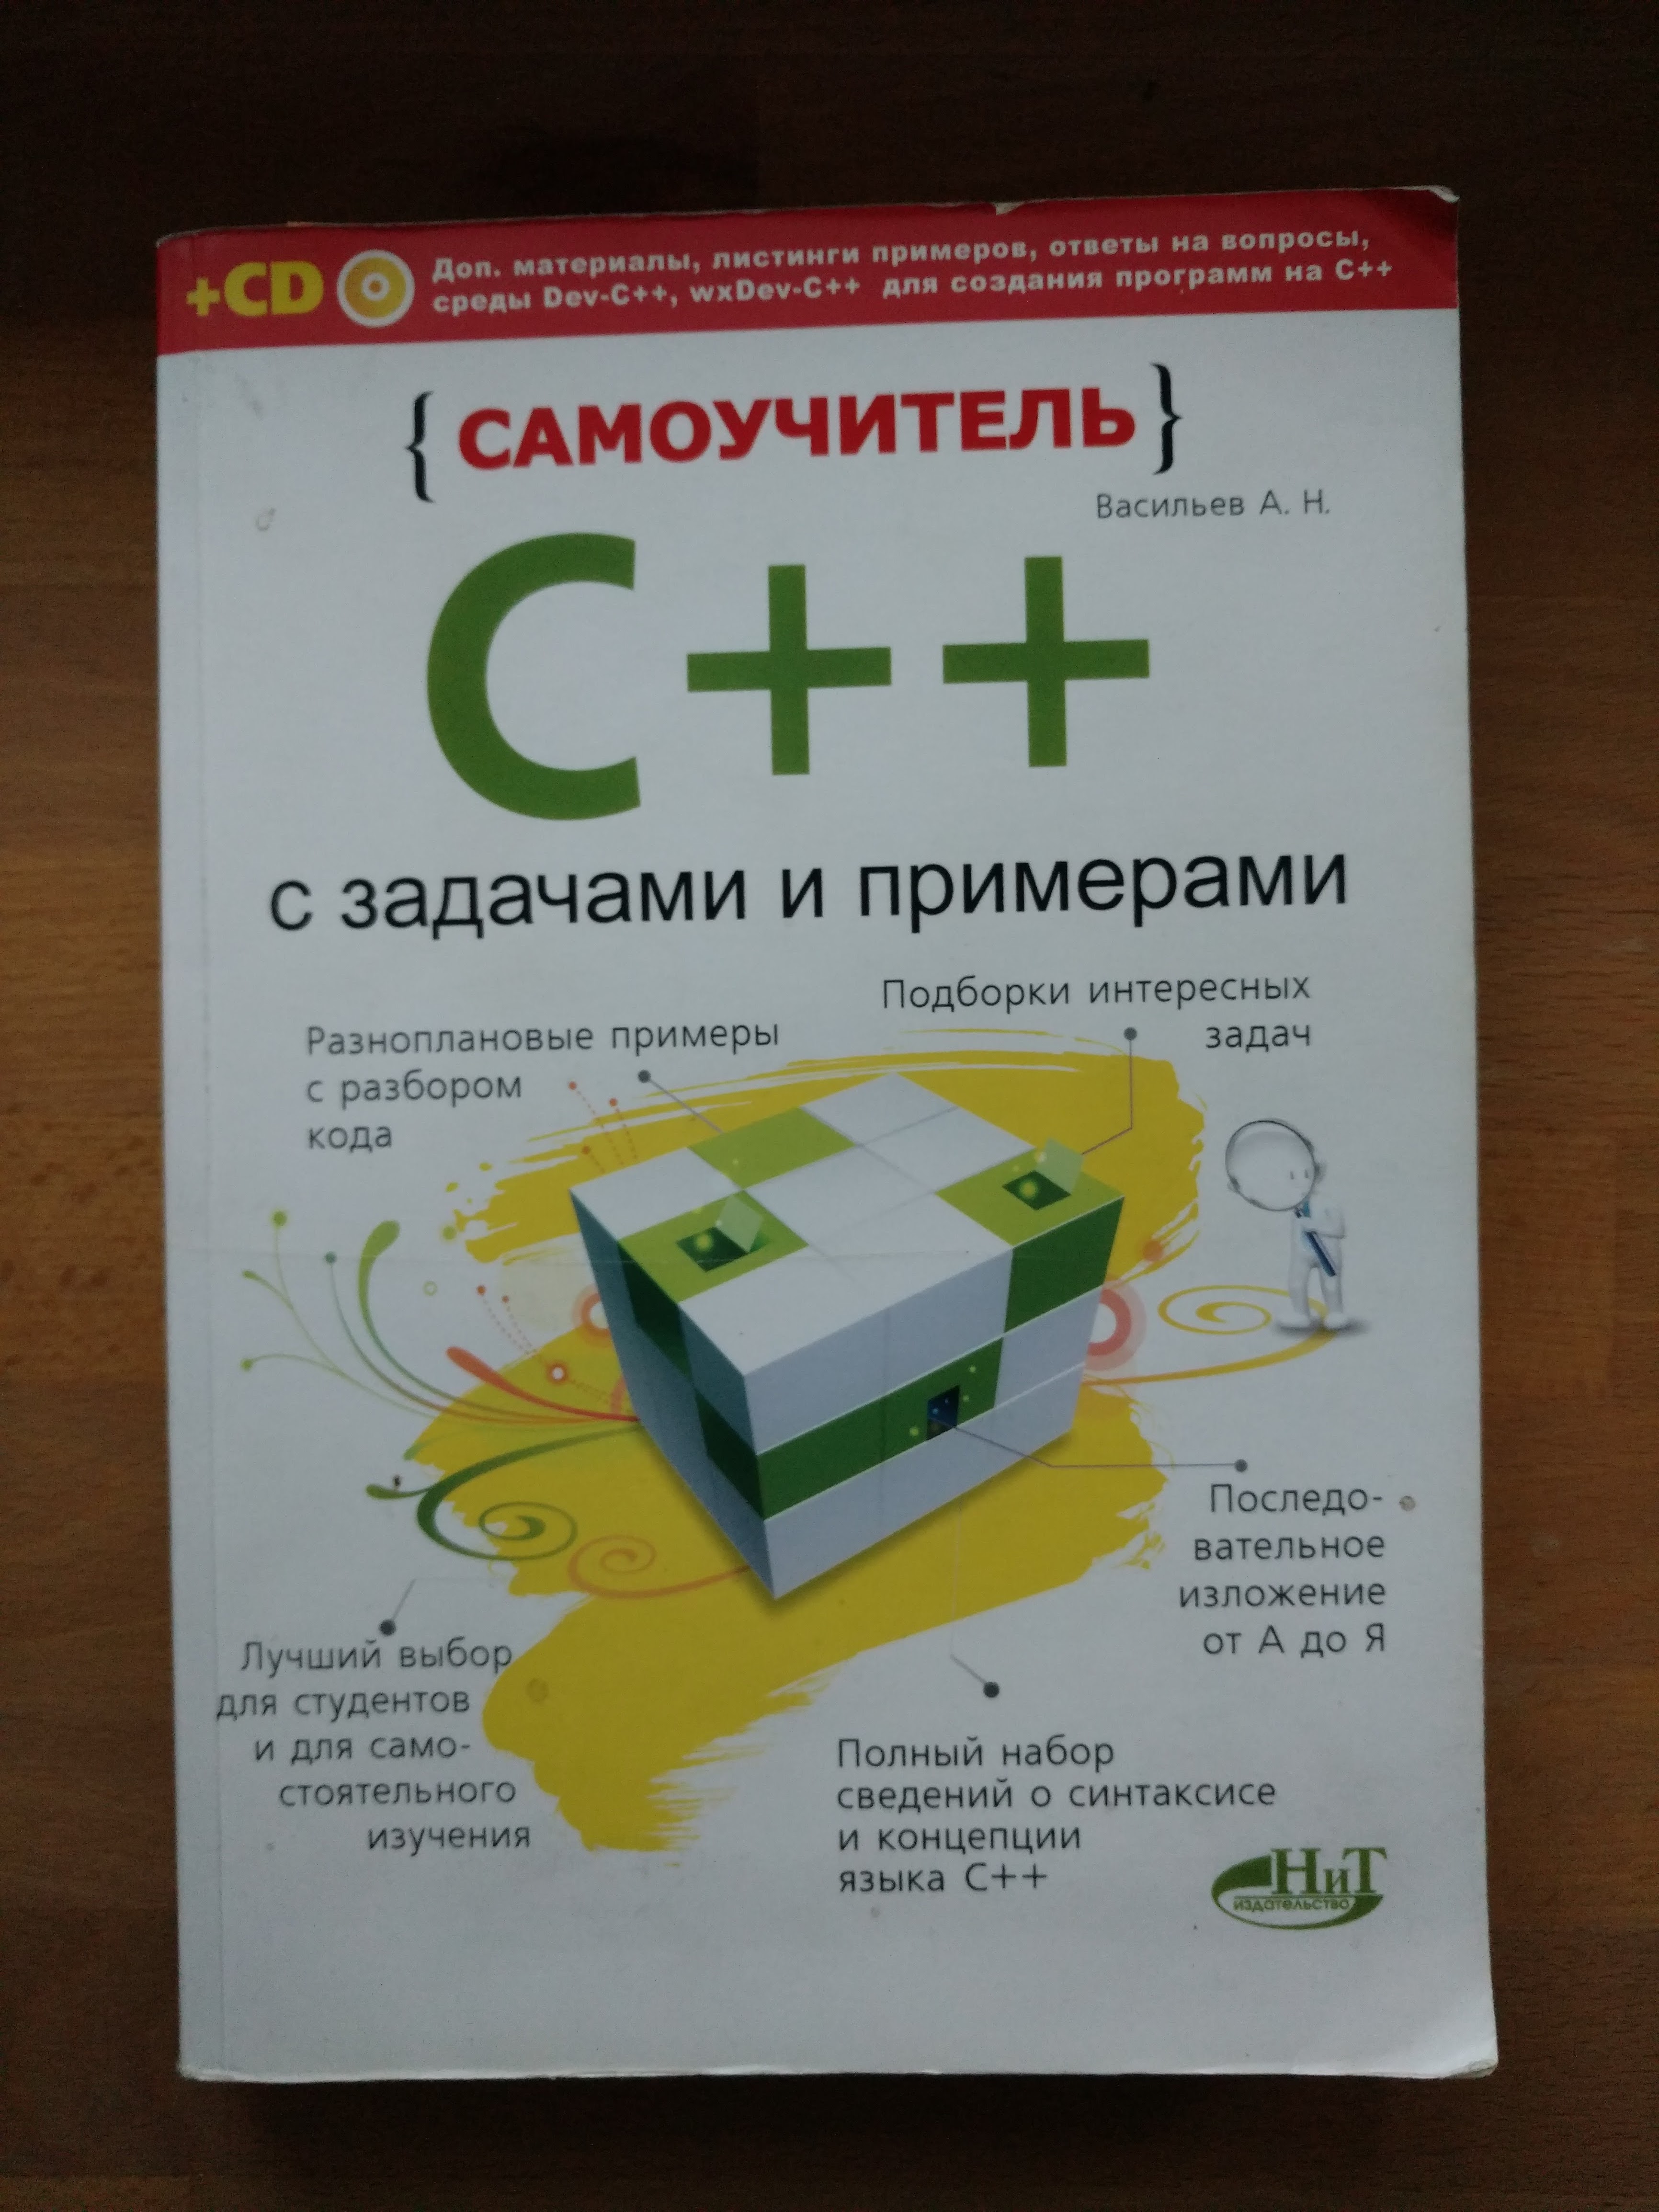 +CD
Доп. материалы, листинги примеров, ответы на вопросы,
среды Dev-C++, wxDev-C++ для создания программ на C++
{САМОУЧИТЕЛЬ}
Васильев А. Н.
C++
с задачами и примерами
Подборки интересных
задач
Разноплановые примеры
с разбором
кода
Последо-
вательное
изложение
от А до Я
Лучший выбор
для студентов
и для само-
стоятельного
изучения
Полный набор
сведений о синтаксисе
и концепции
языка С++
НиТ
издательство